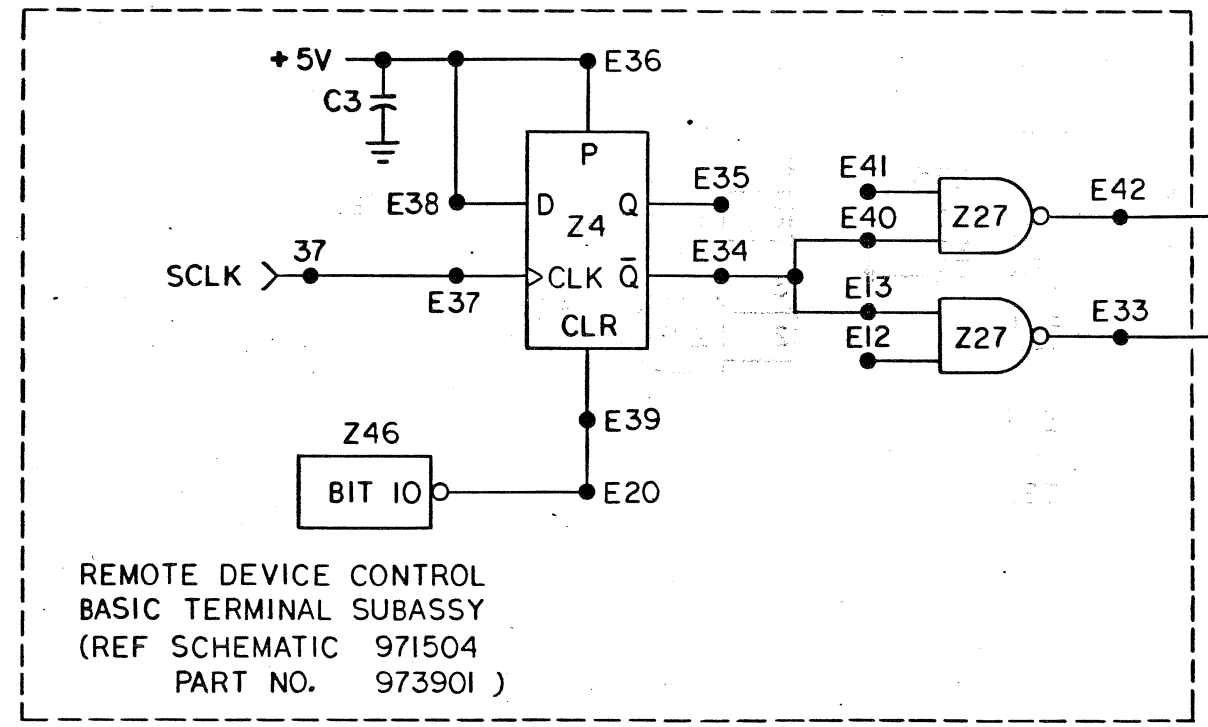 +5V
E36
C3
P
E41
E35
E38
D
Q
E42
Z4
E40
Z27
37
E34
SCLK
CLK
Q̅
E13
E37
E33
CLR
E12
Z27
E39
Z46
BIT 10
E20
REMOTE DEVICE CONTROL
BASIC TERMINAL SUBASSY
(REF SCHEMATIC 971504
PART NO. 973901 )